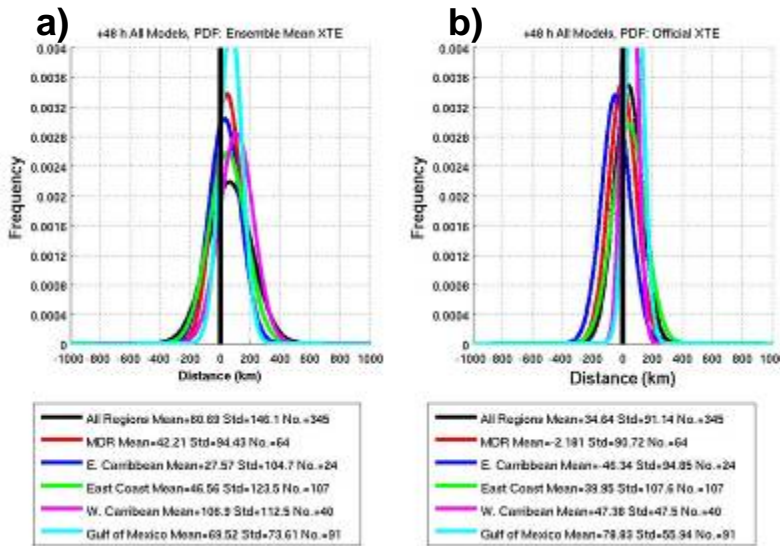 a)
+48 h All Models, PDF: Ensemble Mean XTE
0.004
0.0036
0.0032
0.0028
0.0024
0.002
0.0016
0.0012
0.0008
0.0004
0
Frequency
-1000 -800 -600 -400 -200 0 200 400 600 800 1000
Distance (km)
All Regions Mean=60.69 Std=146.1 No.=345
MDR Mean=42.21 Std=94.43 No.=64
E. Carribbean Mean=27.57 Std=104.7 No.=24
East Coast Mean=46.56 Std=123.5 No.=107
W. Carribean Mean=106.9 Std=112.5 No.=40
Gulf of Mexico Mean=69.52 Std=73.61 No.=91
b)
+48 h All Models, PDF: Official XTE
0.004
0.0036
0.0032
0.0028
0.0024
0.002
0.0016
0.0012
0.0008
0.0004
0
Frequency
-1000 -800 -600 -400 -200 0 200 400 600 800 1000
Distance (km)
All Regions Mean=34.64 Std=91.14 No.=345
MDR Mean=-2.181 Std=90.72 No.=64
E. Carribbean Mean=-46.34 Std=94.85 No.=24
East Coast Mean=39.95 Std=107.6 No.=107
W. Carribean Mean=47.38 Std=47.5 No.=40
Gulf of Mexico Mean=78.83 Std=55.94 No.=91